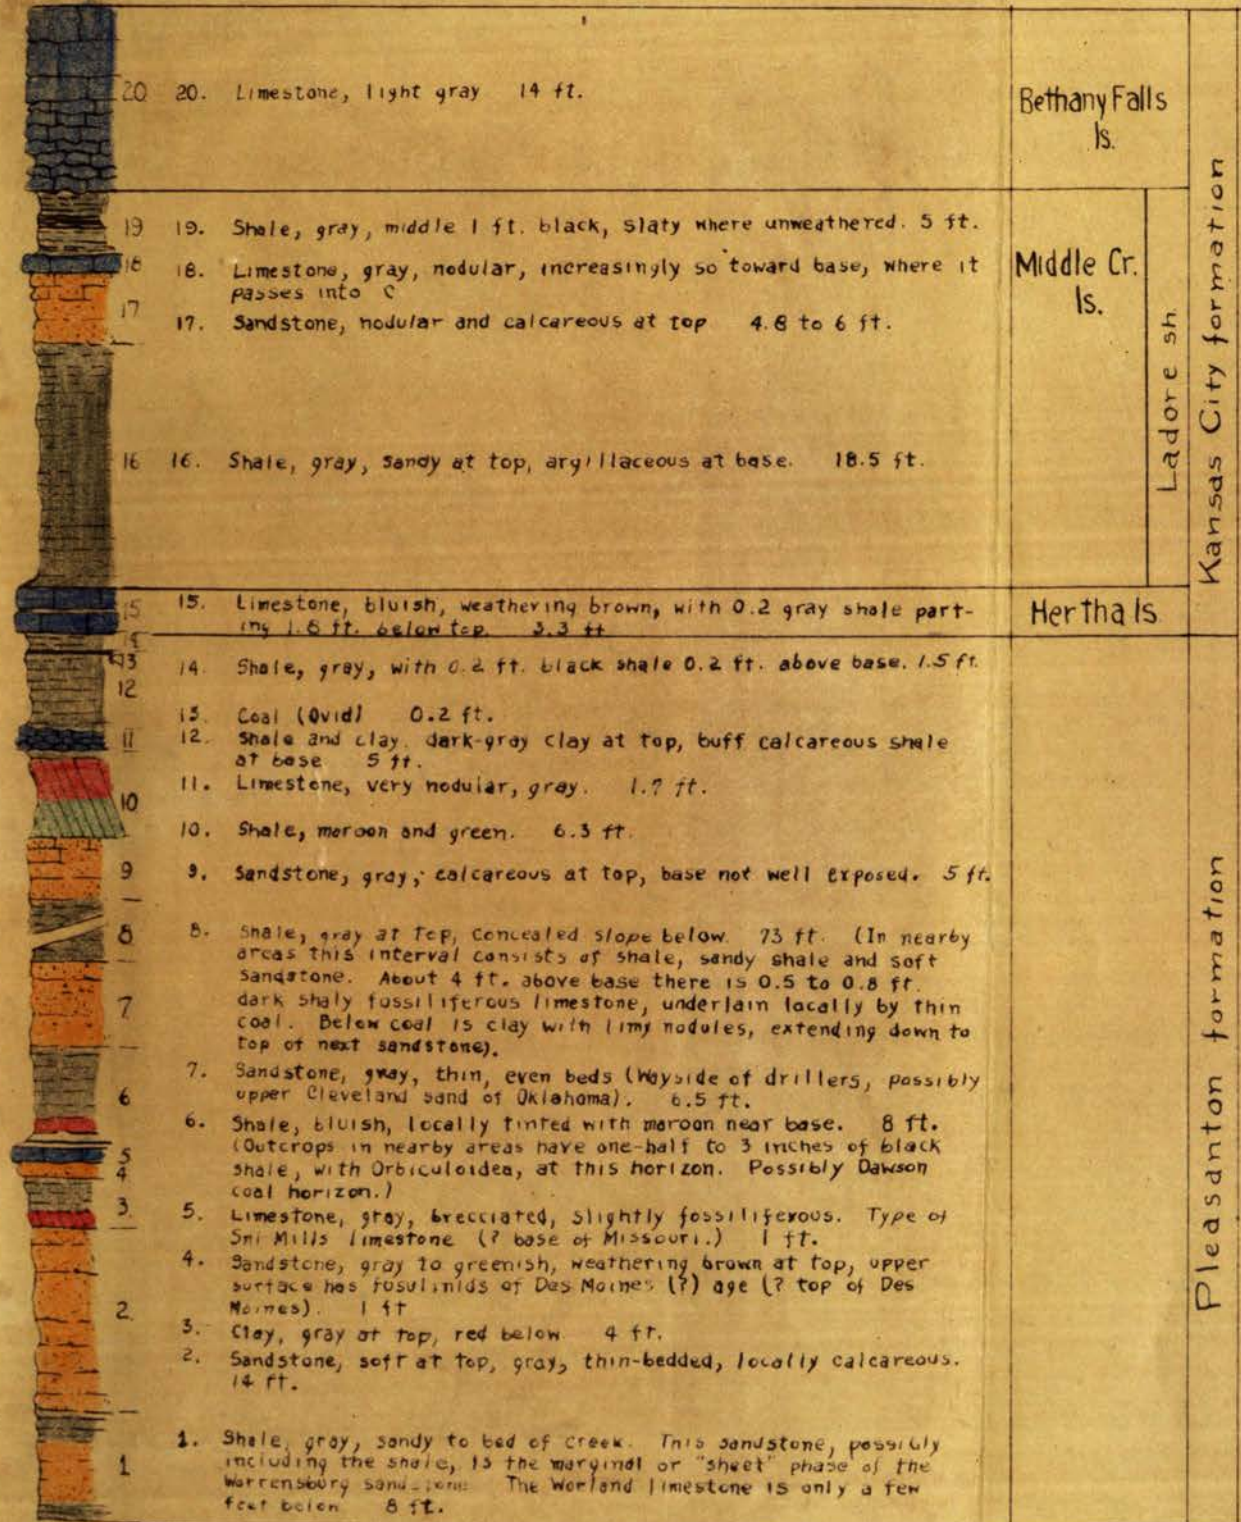 20 20. Limestone, light gray 14 ft.
Bethany Falls
ls.
19 19. Shale, gray, middle 1 ft. black, slaty where unweathered. 5 ft.
18 18. Limestone, gray, nodular, increasingly so toward base, where it
passes into C
17 17. Sandstone, nodular and calcareous at top 4.8 to 6 ft.
Middle Cr.
ls.
16 16. Shale, gray, sandy at top, argillaceous at base. 18.5 ft.
Ladore sh.
Kansas City formation
15 15. Limestone, bluish, weathering brown, with 0.2 gray shale part-
ing 1.6 ft. below top 3.3 ft
Hertha ls
14 14. Shale, gray, with 0.2 ft. black shale 0.2 ft. above base. 1.5 ft.
13 13. Coal (Ovid) 0.2 ft.
12 12. Shale and clay. dark-gray clay at top, buff calcareous shale
at base 5 ft.
11 11. Limestone, very nodular, gray. 1.7 ft.
10 10. Shale, maroon and green. 6.3 ft.
9 9. Sandstone, gray, calcareous at top, base not well exposed. 5 ft.
8 8. Shale, gray at top, concealed slope below. 73 ft. (In nearby
areas this interval consists of shale, sandy shale and soft
sandstone. About 4 ft. above base there is 0.5 to 0.8 ft.
dark shaly fossiliferous limestone, underlain locally by thin
coal. Below coal is clay with limy nodules, extending down to
top of next sandstone).
7 7. Sandstone, gray, thin, even beds (Wayside of drillers, possibly
upper Cleveland sand of Oklahoma). 6.5 ft.
6 6. Shale, bluish, locally tinted with maroon near base. 8 ft.
(Outcrops in nearby areas have one-half to 3 inches of black
shale, with Orbiculoidea, at this horizon. Possibly Dawson
coal horizon.)
5 5. Limestone, gray, brecciated, slightly fossiliferous. Type of
Sni Mills limestone (? base of Missouri.) 1 ft.
4 4. Sandstone, gray to greenish, weathering brown at top, upper
surface has fusulinids of Des Moines (?) age (? top of Des
Moines). 1 ft
3. 3. Clay, gray at top, red below 4 ft.
2. 2. Sandstone, soft at top, gray, thin-bedded, locally calcareous.
14 ft.
1 1. Shale, gray, sandy to bed of creek. This sandstone, possibly
including the shale, is the marginal or "sheet" phase of the
Warrensburg sandstone The Worland limestone is only a few
feet below 8 ft.
Pleasanton formation